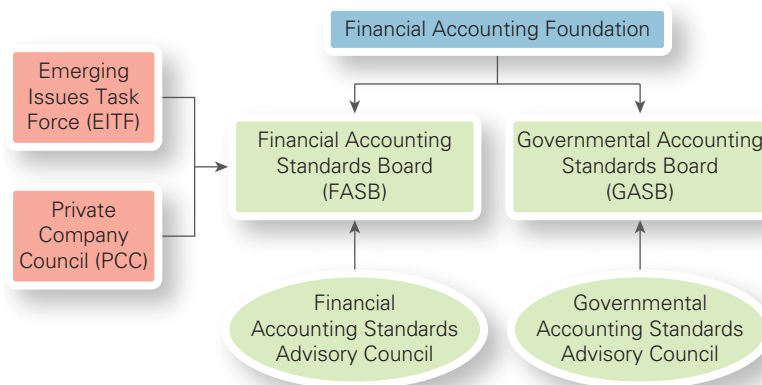 Financial Accounting Foundation
Emerging
Issues Task
Force (EITF)
Financial Accounting
Standards Board
(FASB)
Governmental Accounting
Standards Board
(GASB)
Private
Company
Council (PCC)
Financial
Accounting Standards
Advisory Council
Governmental
Accounting Standards
Advisory Council